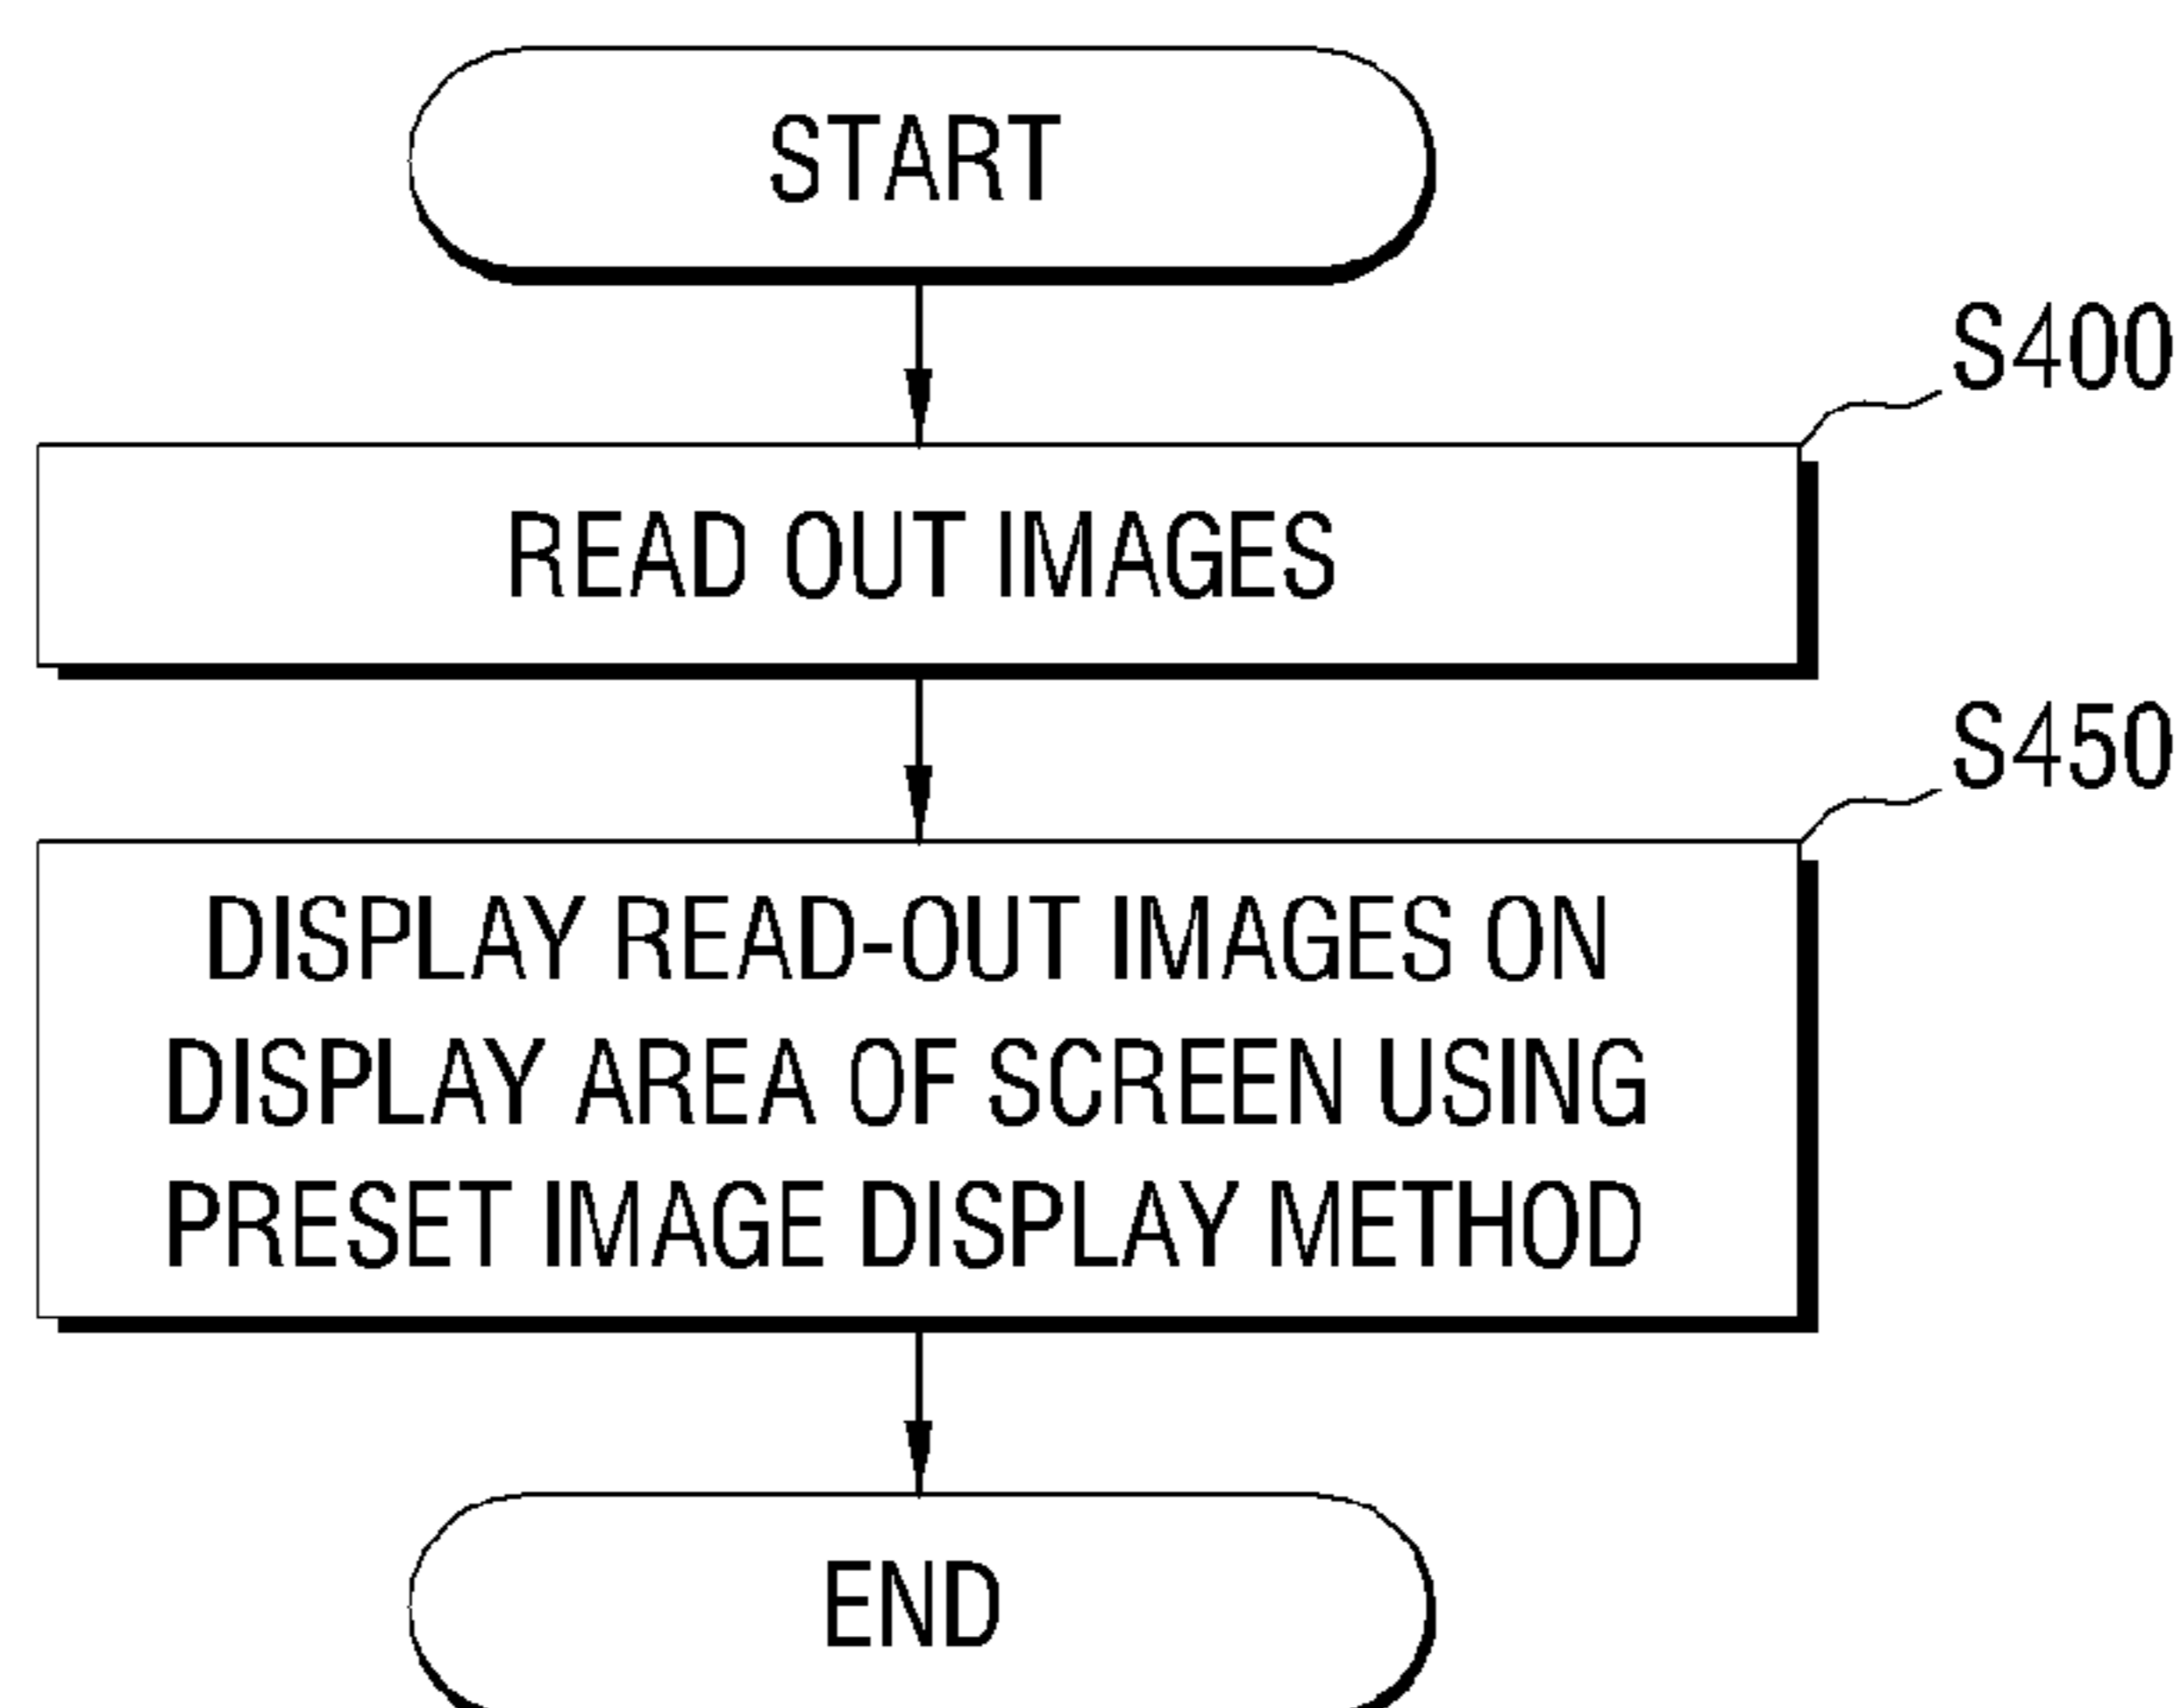 START
S400
READ OUT IMAGES
S450
DISPLAY READ-OUT IMAGES ON
DISPLAY AREA OF SCREEN USING
PRESET IMAGE DISPLAY METHOD
END